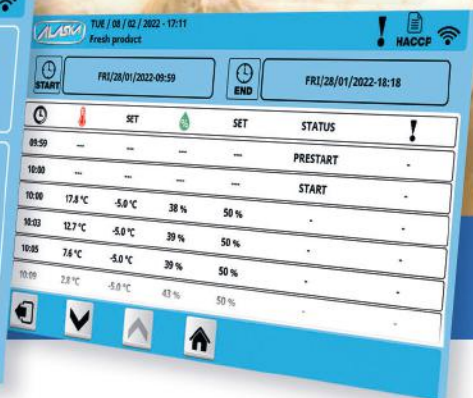 ALASKA
TUE / 08 / 02 / 2022 - 17:11
Fresh product
! HACCP
START FRI/28/01/2022-09:59 END FRI/28/01/2022-18:18
SET % SET STATUS !
09:59 --- --- --- --- PRESTART -
10:00 --- --- --- --- START -
10:00 17.8 °C -5.0 °C 38 % 50 % - -
10:03 12.7 °C -5.0 °C 39 % 50 % - -
10:05 7.6 °C -5.0 °C 39 % 50 % - -
10:09 2.8 °C -5.0 °C 43 % 50 % - -